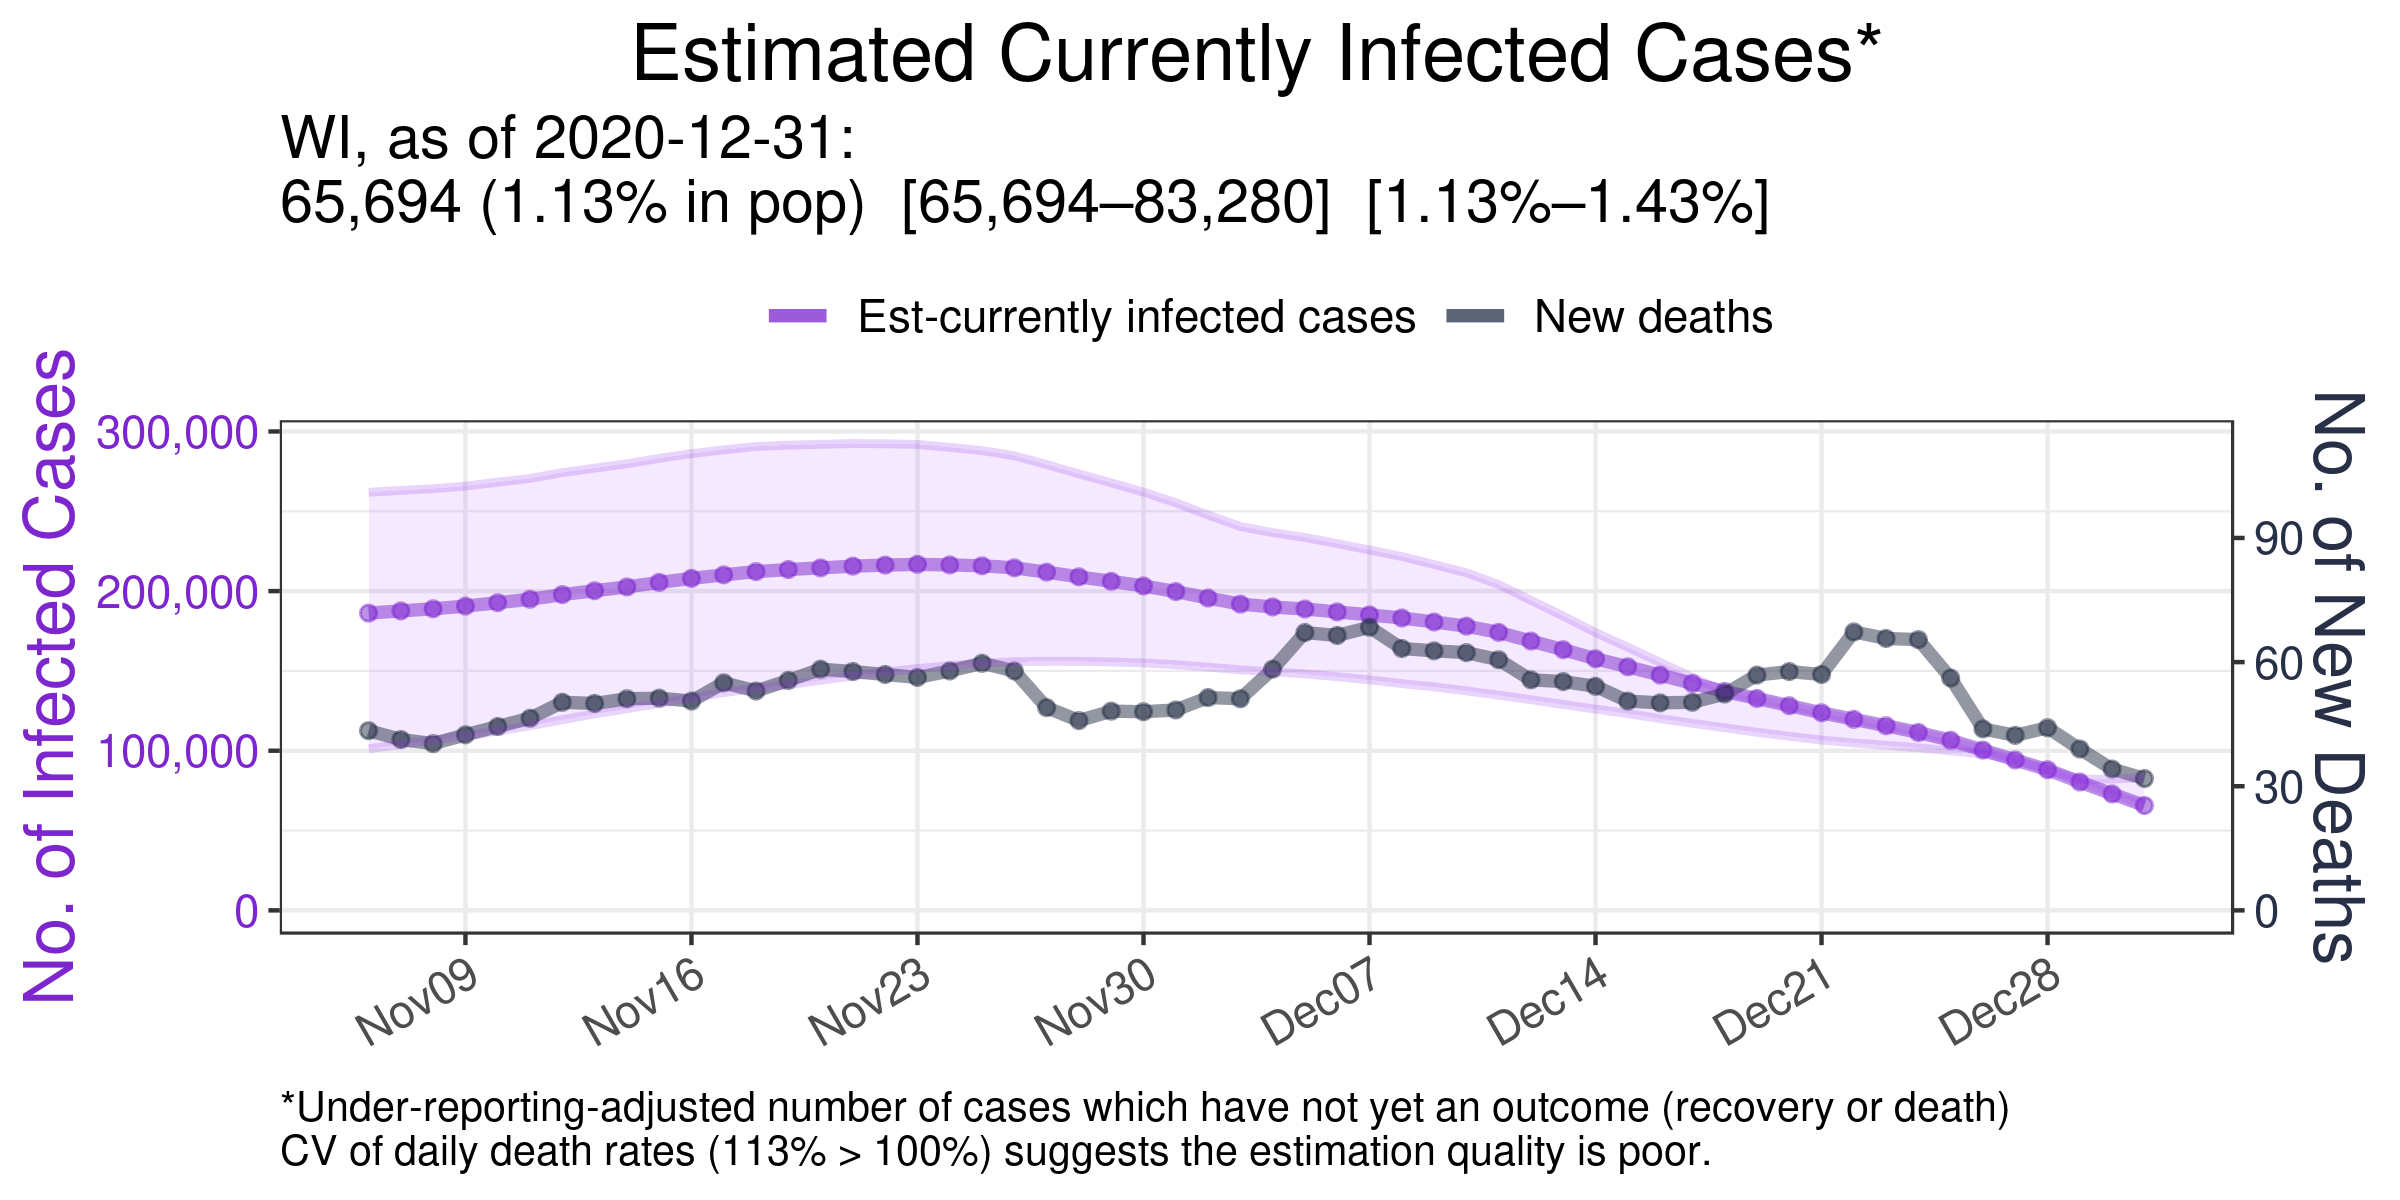 Estimated Currently Infected Cases*
WI, as of 2020-12-31:
65,694 (1.13% in pop)  [65,694–83,280]  [1.13%–1.43%]
Est-currently infected cases
New deaths
No. of Infected Cases
300,000
200,000
100,000
0
No. of New Deaths
90
60
30
0
Nov09
Nov16
Nov23
Nov30
Dec07
Dec14
Dec21
Dec28
*Under-reporting-adjusted number of cases which have not yet an outcome (recovery or death)
CV of daily death rates (113% > 100%) suggests the estimation quality is poor.